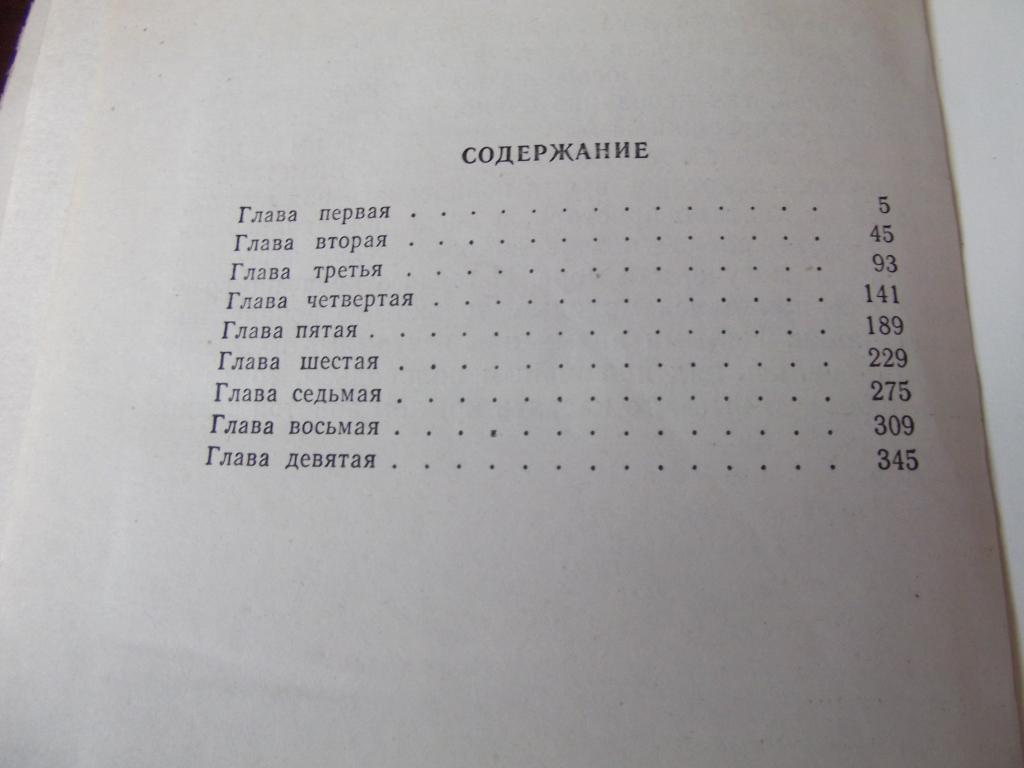 СОДЕРЖАНИЕ
Глава первая . . . . . . . . . . . . . . 5
Глава вторая . . . . . . . . . . . . . . 45
Глава третья . . . . . . . . . . . . . . 93
Глава четвертая . . . . . . . . . . . . . 141
Глава пятая . . . . . . . . . . . . . . . 189
Глава шестая . . . . . . . . . . . . . . 229
Глава седьмая . . . . . . . . . . . . . . 275
Глава восьмая . . . . . . . . . . . . . . 309
Глава девятая . . . . . . . . . . . . . . 345